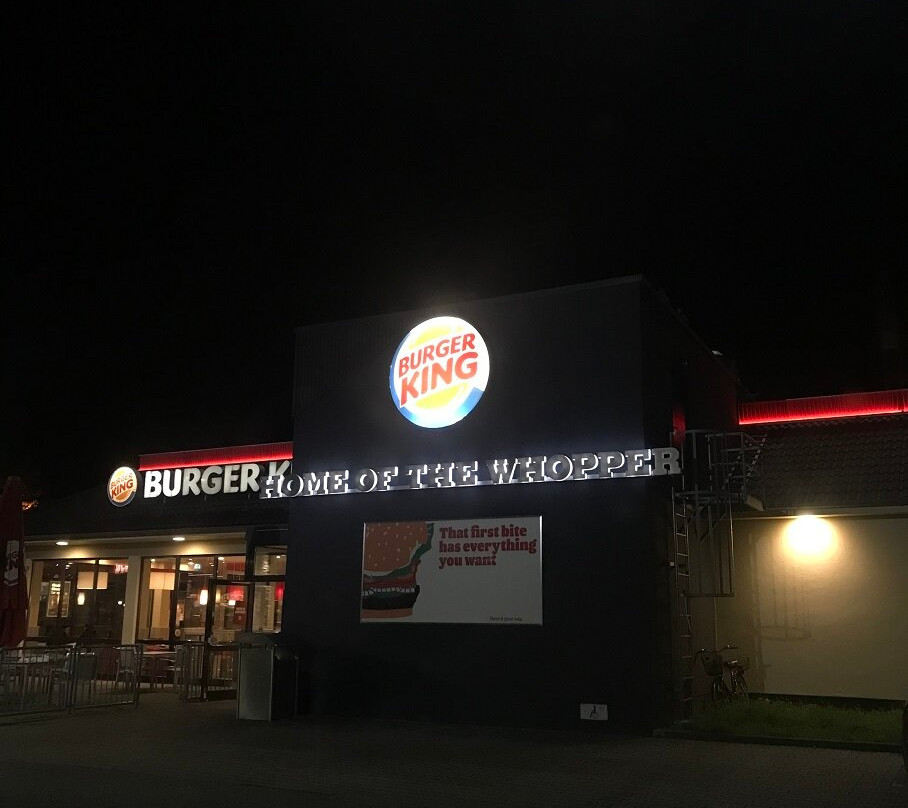 BURGER
KING
BURGER
KING
BURGER K
HOME OF THE WHOPPER
That first bite
has everything
you want